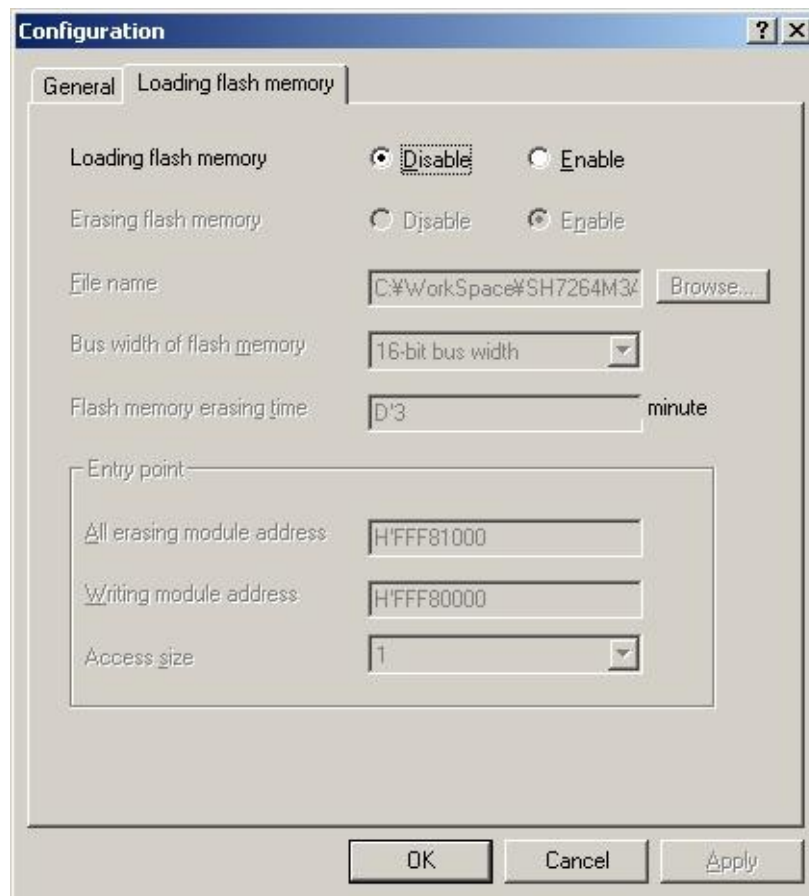 Configuration
General Loading flash memory
Loading flash memory Disable Enable
Erasing flash memory Disable Enable
File name C:¥WorkSpace¥SH7264M3 Browse...
Bus width of flash memory 16-bit bus width
Flash memory erasing time D'3 minute
Entry point
All erasing module address H'FFF81000
Writing module address H'FFF80000
Access size 1
OK Cancel Apply